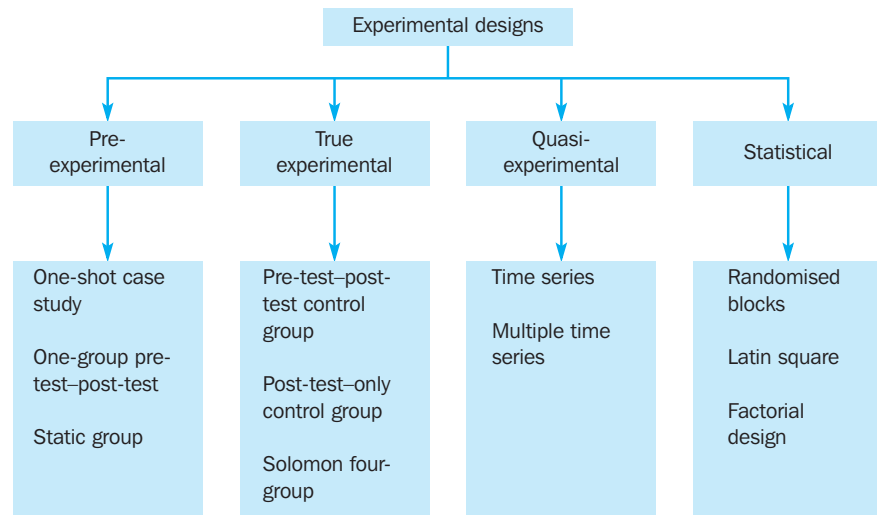 Experimental designs
Pre-
experimental
True
experimental
Quasi-
experimental
Statistical
One-shot case
study
One-group pre-
test–post-test
Static group
Pre-test–post-
test control
group
Post-test–only
control group
Solomon four-
group
Time series
Multiple time
series
Randomised
blocks
Latin square
Factorial
design